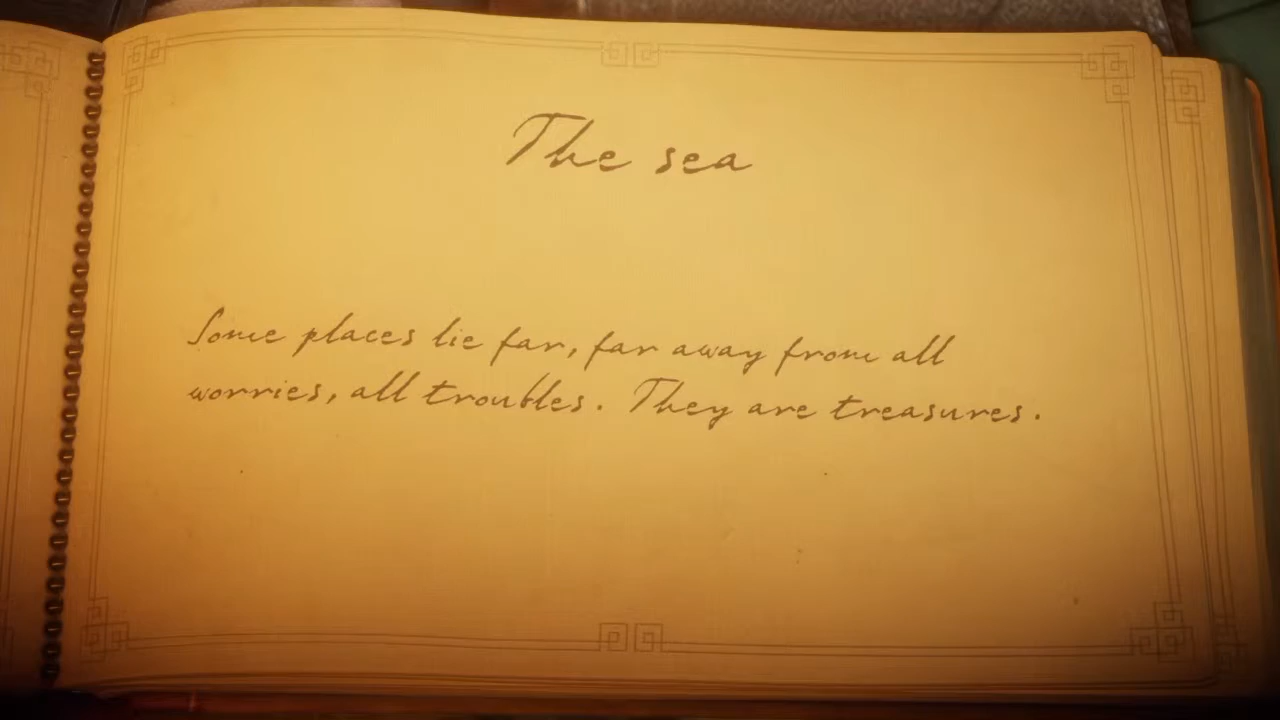 The sea
Some places lie far, far away from all
worries, all troubles. They are treasures.